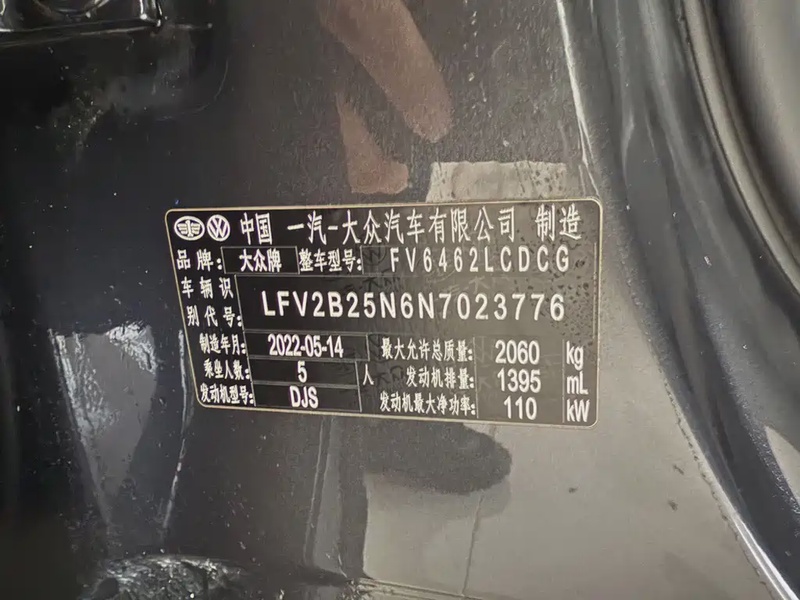 中国 一汽-大众汽车有限公司 制造
品牌: 大众牌 整车型号: FV6462LCDCG
车辆识别代号: LFV2B25N6N7023776
制造年月: 2022-05-14 最大允许总质量: 2060 kg
乘坐人数: 5 人 发动机排量: 1395 mL
发动机型号: DJS 发动机最大净功率: 110 kW